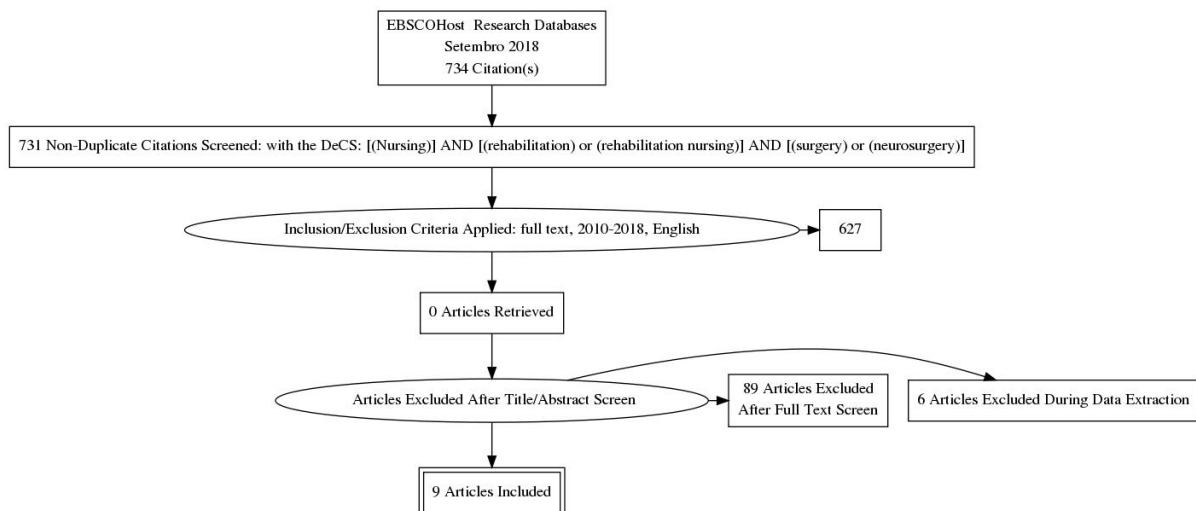 EBSCOHost Research Databases
Setembro 2018
734 Citation(s)
731 Non-Duplicate Citations Screened: with the DeCS: [(Nursing)] AND [(rehabilitation) or (rehabilitation nursing)] AND [(surgery) or (neurosurgery)]
Inclusion/Exclusion Criteria Applied: full text, 2010-2018, English
627
0 Articles Retrieved
Articles Excluded After Title/Abstract Screen
89 Articles Excluded
After Full Text Screen
6 Articles Excluded During Data Extraction
9 Articles Included